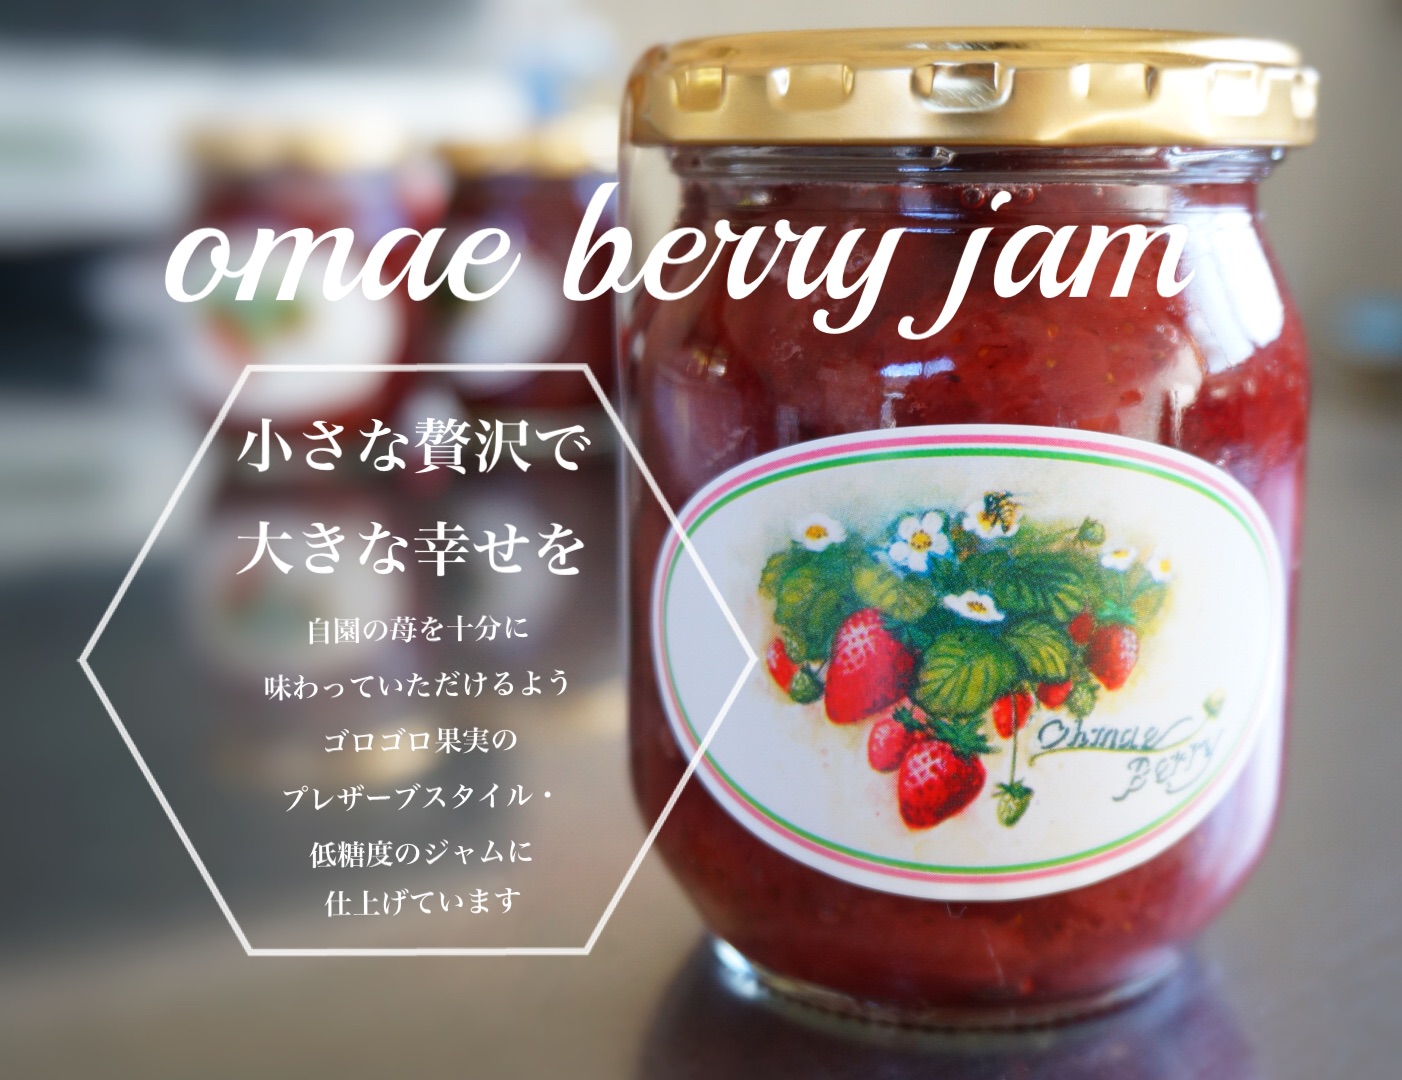 omae berry jam
小さな贅沢で
大きな幸せを
自園の苺を十分に
味わっていただけるよう
ゴロゴロ果実の
プレザーブスタイル・
低糖度のジャムに
仕上げています
Ohmae
Berry